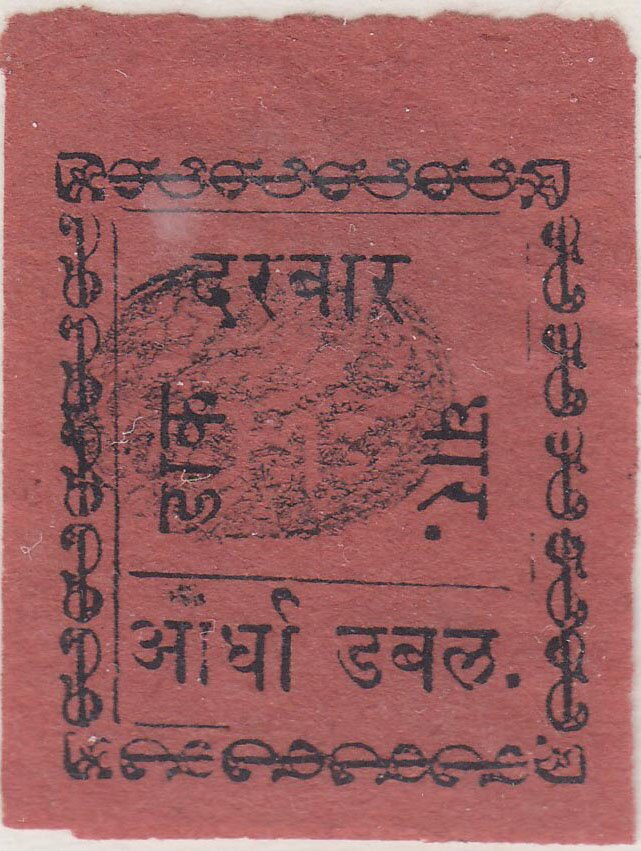 दरबार
डाक
धार.
आर्धा डबल.